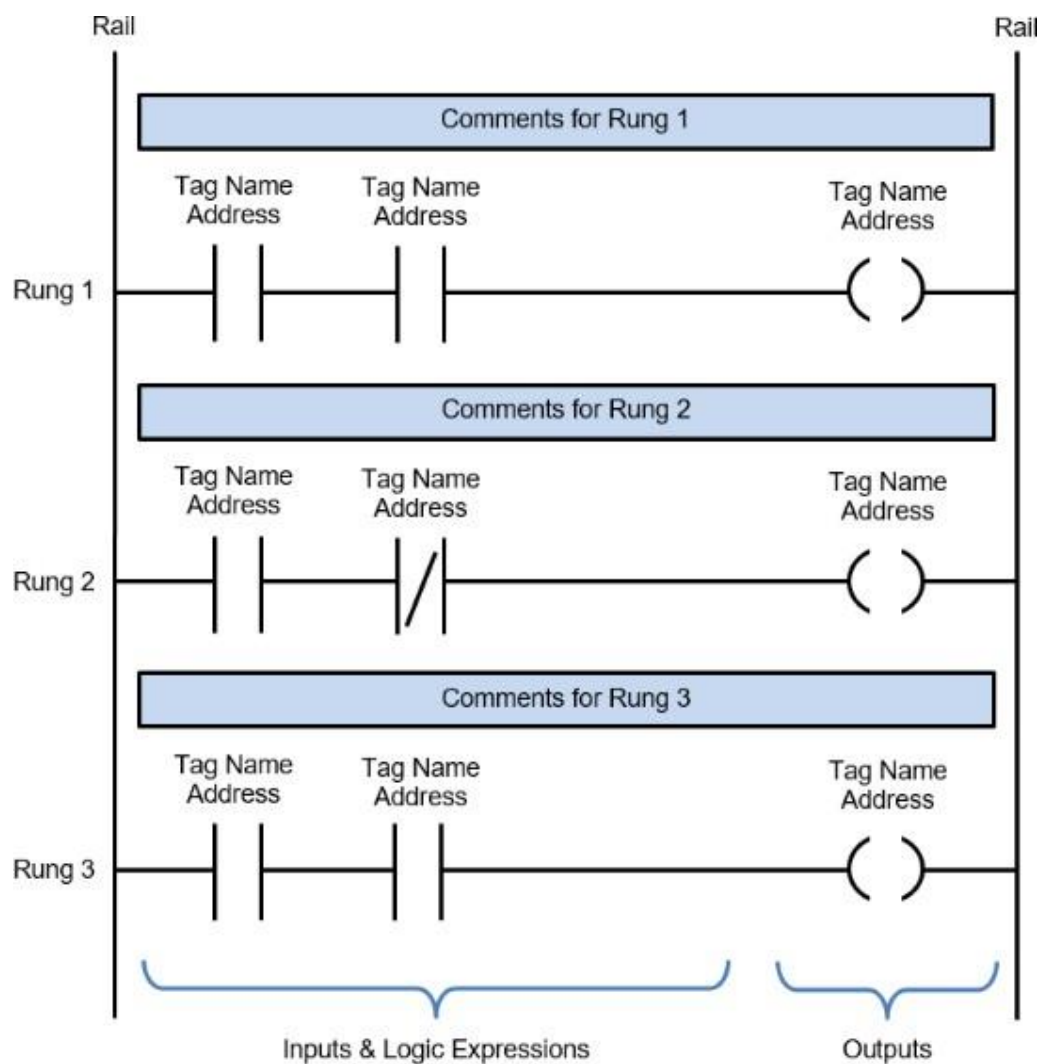 Rail
Rail
Comments for Rung 1
Tag Name
Address
Tag Name
Address
Tag Name
Address
Rung 1
Comments for Rung 2
Tag Name
Address
Tag Name
Address
Tag Name
Address
Rung 2
Comments for Rung 3
Tag Name
Address
Tag Name
Address
Tag Name
Address
Rung 3
Inputs & Logic Expressions
Outputs